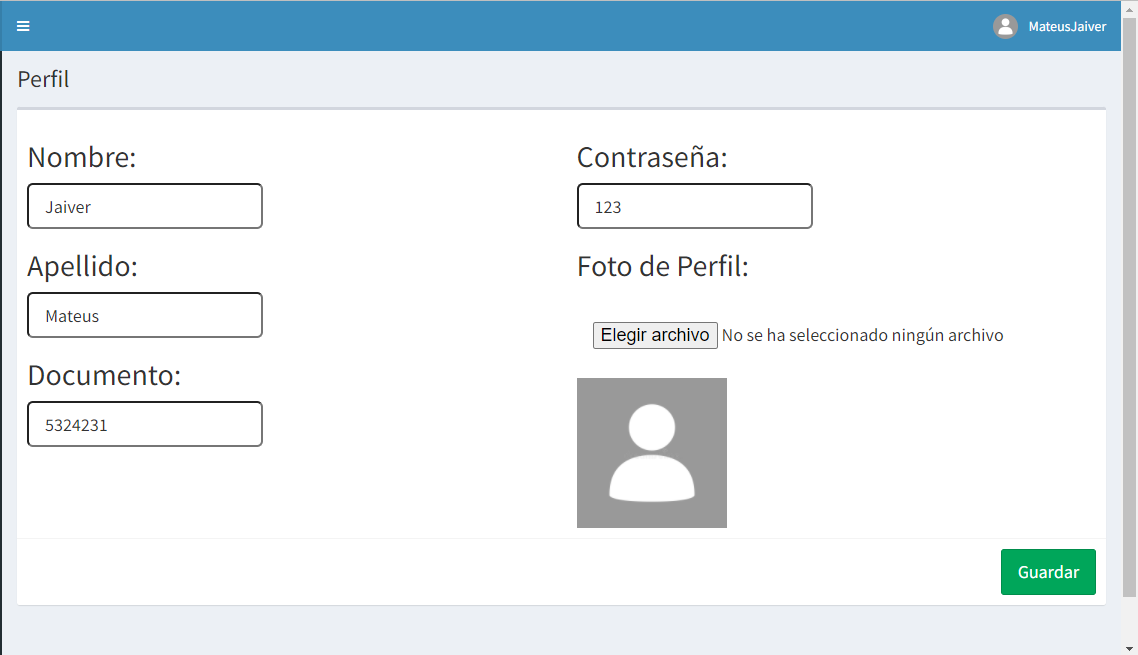 MateusJaiver
Perfil
Nombre:
Jaiver
Apellido:
Mateus
Documento:
5324231
Contraseña:
123
Foto de Perfil:
Elegir archivo No se ha seleccionado ningún archivo
Guardar